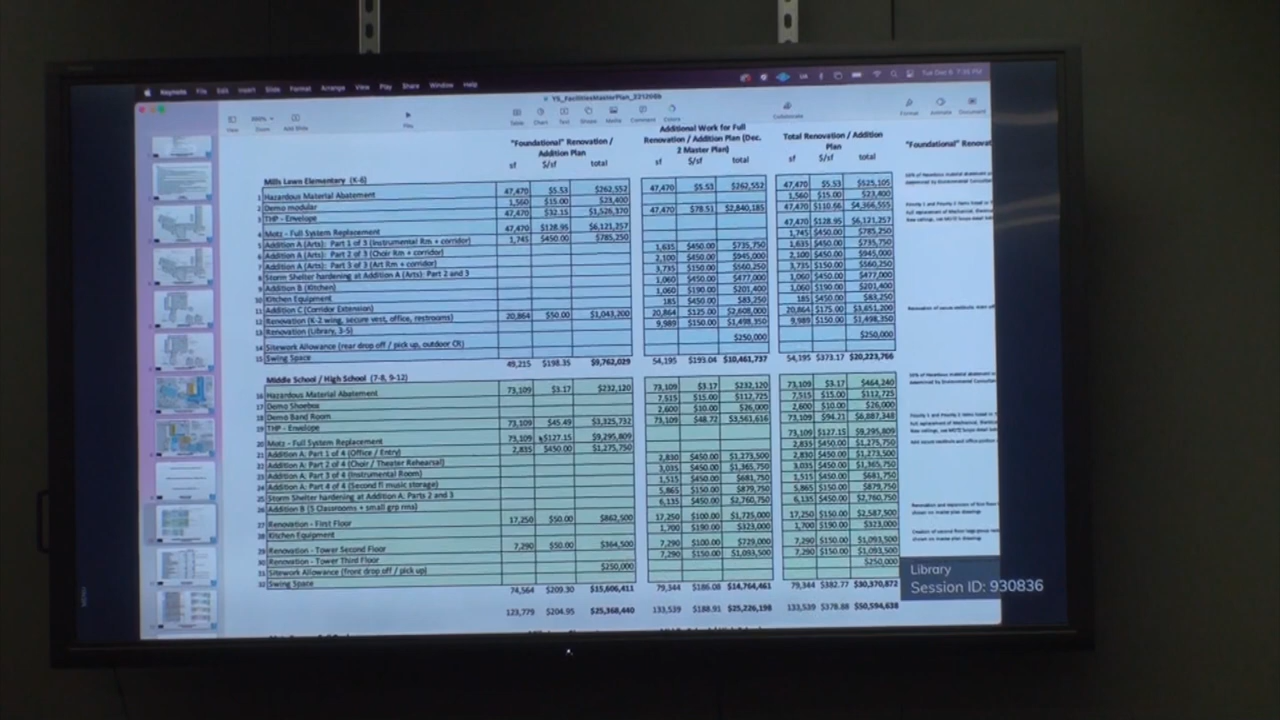 Keynote File Edit Insert Slide Format Arrange View Play Share Window Help
Tue Dec 6 7:31 PM
YS_FacilitiesMasterPlan_221206b
View Zoom Add Slide Play Table Chart Text Shape Media Comment Collaborate Format Animate Document
"Foundational" Renovation / Addition Plan
Additional Work for Full Renovation / Addition Plan (Dec. 2 Master Plan)
Total Renovation / Addition Plan
"Foundational" Renovat
sf $/sf total sf $/sf total sf $/sf total
Mills Lawn Elementary (K-6)
1 Hazardous Material Abatement 47,470 $5.53 $262,552 47,470 $5.53 $262,552 47,470 $5.53 $525,105
2 Demo modular 1,560 $15.00 $23,400 1,560 $15.00 $23,400
3 THP - Envelope 47,470 $32.15 $1,526,370 47,470 $78.51 $2,840,185 47,470 $110.66 $4,366,555
4 Motz - Full System Replacement 47,470 $128.95 $6,121,257 47,470 $128.95 $6,121,257
5 Addition A (Arts): Part 1 of 3 (Instrumental Rm + corridor) 1,745 $450.00 $785,250 1,745 $450.00 $785,250
6 Addition A (Arts): Part 2 of 3 (Choir Rm + corridor) 1,635 $450.00 $735,750 1,635 $450.00 $735,750
7 Addition A (Arts): Part 3 of 3 (Art Rm + corridor) 2,100 $450.00 $945,000 2,100 $450.00 $945,000
8 Storm Shelter hardening at Addition A (Arts): Part 2 and 3 3,735 $150.00 $560,250 3,735 $150.00 $560,250
9 Addition B (Kitchen) 1,060 $450.00 $477,000 1,060 $450.00 $477,000
10 Kitchen Equipment 1,060 $190.00 $201,400 1,060 $190.00 $201,400
11 Addition C (Corridor Extension) 185 $450.00 $83,250 185 $450.00 $83,250
12 Renovation (K-2 wing, secure vest, office, restrooms) 20,864 $50.00 $1,043,200 20,864 $125.00 $2,608,000 20,864 $175.00 $3,651,200
13 Renovation (Library, 3-5) 9,989 $150.00 $1,498,350 9,989 $150.00 $1,498,350
14 Sitework Allowance (rear drop off / pick up, outdoor Cl) $250,000 $250,000
15 Swing Space
49,215 $198.35 $9,762,029 54,195 $193.04 $10,461,737 54,195 $373.17 $20,223,766
Middle School / High School (7-8, 9-12)
16 Hazardous Material Abatement 73,109 $3.17 $232,120 73,109 $3.17 $232,120 73,109 $3.17 $464,240
17 Demo Shoebox 7,515 $15.00 $112,725 7,515 $15.00 $112,725
18 Demo Band Room 2,600 $10.00 $26,000 2,600 $10.00 $26,000
19 THP - Envelope 73,109 $45.49 $3,325,732 73,109 $48.72 $3,561,616 73,109 $94.21 $6,887,348
20 Motz - Full System Replacement 73,109 $127.15 $9,295,809 73,109 $127.15 $9,295,809
21 Addition A: Part 1 of 4 (Office / Entry) 2,835 $450.00 $1,275,750 2,835 $450.00 $1,275,750
22 Addition A: Part 2 of 4 (Choir / Theater Rehearsal) 2,830 $450.00 $1,273,500 2,830 $450.00 $1,273,500
23 Addition A: Part 3 of 4 (Instrumental Room) 3,035 $450.00 $1,365,750 3,035 $450.00 $1,365,750
24 Addition A: Part 4 of 4 (Second fl music storage) 1,515 $450.00 $681,750 1,515 $450.00 $681,750
25 Storm Shelter hardening at Addition A: Parts 2 and 3 5,865 $150.00 $879,750 5,865 $150.00 $879,750
26 Addition B (5 Classrooms + small grp rms) 6,135 $450.00 $2,760,750 6,135 $450.00 $2,760,750
27 Renovation - First Floor 17,250 $50.00 $862,500 17,250 $100.00 $1,725,000 17,250 $150.00 $2,587,500
28 Kitchen Equipment 1,700 $190.00 $323,000 1,700 $190.00 $323,000
29 Renovation - Tower Second Floor 7,290 $50.00 $364,500 7,290 $100.00 $729,000 7,290 $150.00 $1,093,500
30 Renovation - Tower Third Floor 7,290 $150.00 $1,093,500 7,290 $150.00 $1,093,500
31 Sitework Allowance (front drop off / pick up) $250,000 $250,000
32 Swing Space
74,564 $209.30 $15,606,411 79,344 $186.08 $14,764,461 79,344 $382.77 $30,370,872
123,779 $204.95 $25,368,440 133,539 $188.91 $25,226,198 133,539 $378.88 $50,594,638
Library
Session ID: 930836